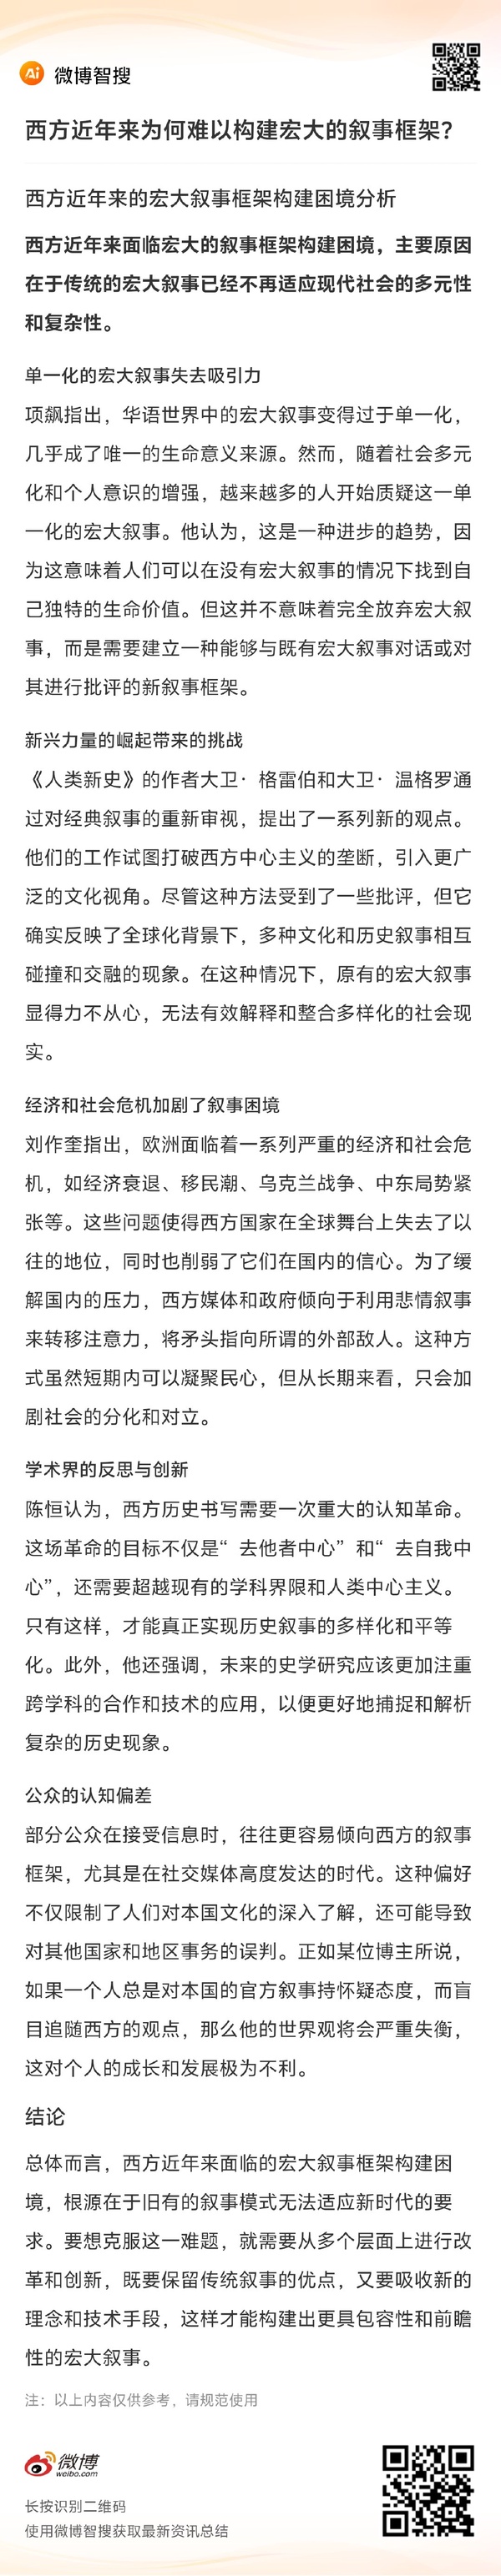 Ai 微博智搜
西方近年来为何难以构建宏大的叙事框架？
西方近年来的宏大叙事框架构建困境分析
西方近年来面临宏大的叙事框架构建困境，主要原因
在于传统的宏大叙事已经不再适应现代社会的多元性
和复杂性。
单一化的宏大叙事失去吸引力
项飙指出，华语世界中的宏大叙事变得过于单一化，
几乎成了唯一的生命意义来源。然而，随着社会多元
化和个人意识的增强，越来越多的人开始质疑这一单
一化的宏大叙事。他认为，这是一种进步的趋势，因
为这意味着人们可以在没有宏大叙事的情况下找到自
己独特的生命价值。但这并不意味着完全放弃宏大叙
事，而是需要建立一种能够与既有宏大叙事对话或对
其进行批评的新叙事框架。
新兴力量的崛起带来的挑战
《人类新史》的作者大卫·格雷伯和大卫·温格罗通
过对经典叙事的重新审视，提出了一系列新的观点。
他们的工作试图打破西方中心主义的垄断，引入更广
泛的文化视角。尽管这种方法受到了一些批评，但它
确实反映了全球化背景下，多种文化和历史叙事相互
碰撞和交融的现象。在这种情况下，原有的宏大叙事
显得力不从心，无法有效解释和整合多样化的社会现
实。
经济和社会危机加剧了叙事困境
刘作奎指出，欧洲面临着一系列严重的经济和社会危
机，如经济衰退、移民潮、乌克兰战争、中东局势紧
张等。这些问题使得西方国家在全球舞台上失去了以
往的地位，同时也削弱了它们在国内的信心。为了缓
解国内的压力，西方媒体和政府倾向于利用悲情叙事
来转移注意力，将矛头指向所谓的外部敌人。这种方
式虽然短期内可以凝聚民心，但从长期来看，只会加
剧社会的分化和对立。
学术界的反思与创新
陈恒认为，西方历史书写需要一次重大的认知革命。
这场革命的目标不仅是“去他者中心”和“去自我中
心”，还需要超越现有的学科界限和人类中心主义。
只有这样，才能真正实现历史叙事的多样化和平等
化。此外，他还强调，未来的史学研究应该更加注重
跨学科的合作和技术的应用，以便更好地捕捉和解析
复杂的历史现象。
公众的认知偏差
部分公众在接受信息时，往往更容易倾向西方的叙事
框架，尤其是在社交媒体高度发达的时代。这种偏好
不仅限制了人们对本国文化的深入了解，还可能导致
对其他国家和地区事务的误判。正如某位博主所说，
如果一个人总是对本国的官方叙事持怀疑态度，而盲
目追随西方的观点，那么他的世界观将会严重失衡，
这对个人的成长和发展极为不利。
结论
总体而言，西方近年来面临的宏大叙事框架构建困
境，根源在于旧有的叙事模式无法适应新时代的要
求。要想克服这一难题，就需要从多个层面上进行改
革和创新，既要保留传统叙事的优点，又要吸收新的
理念和技术手段，这样才能构建出更具包容性和前瞻
性的宏大叙事。
注：以上内容仅供参考，请规范使用
微博
weibo.com
长按识别二维码
使用微博智搜获取最新资讯总结